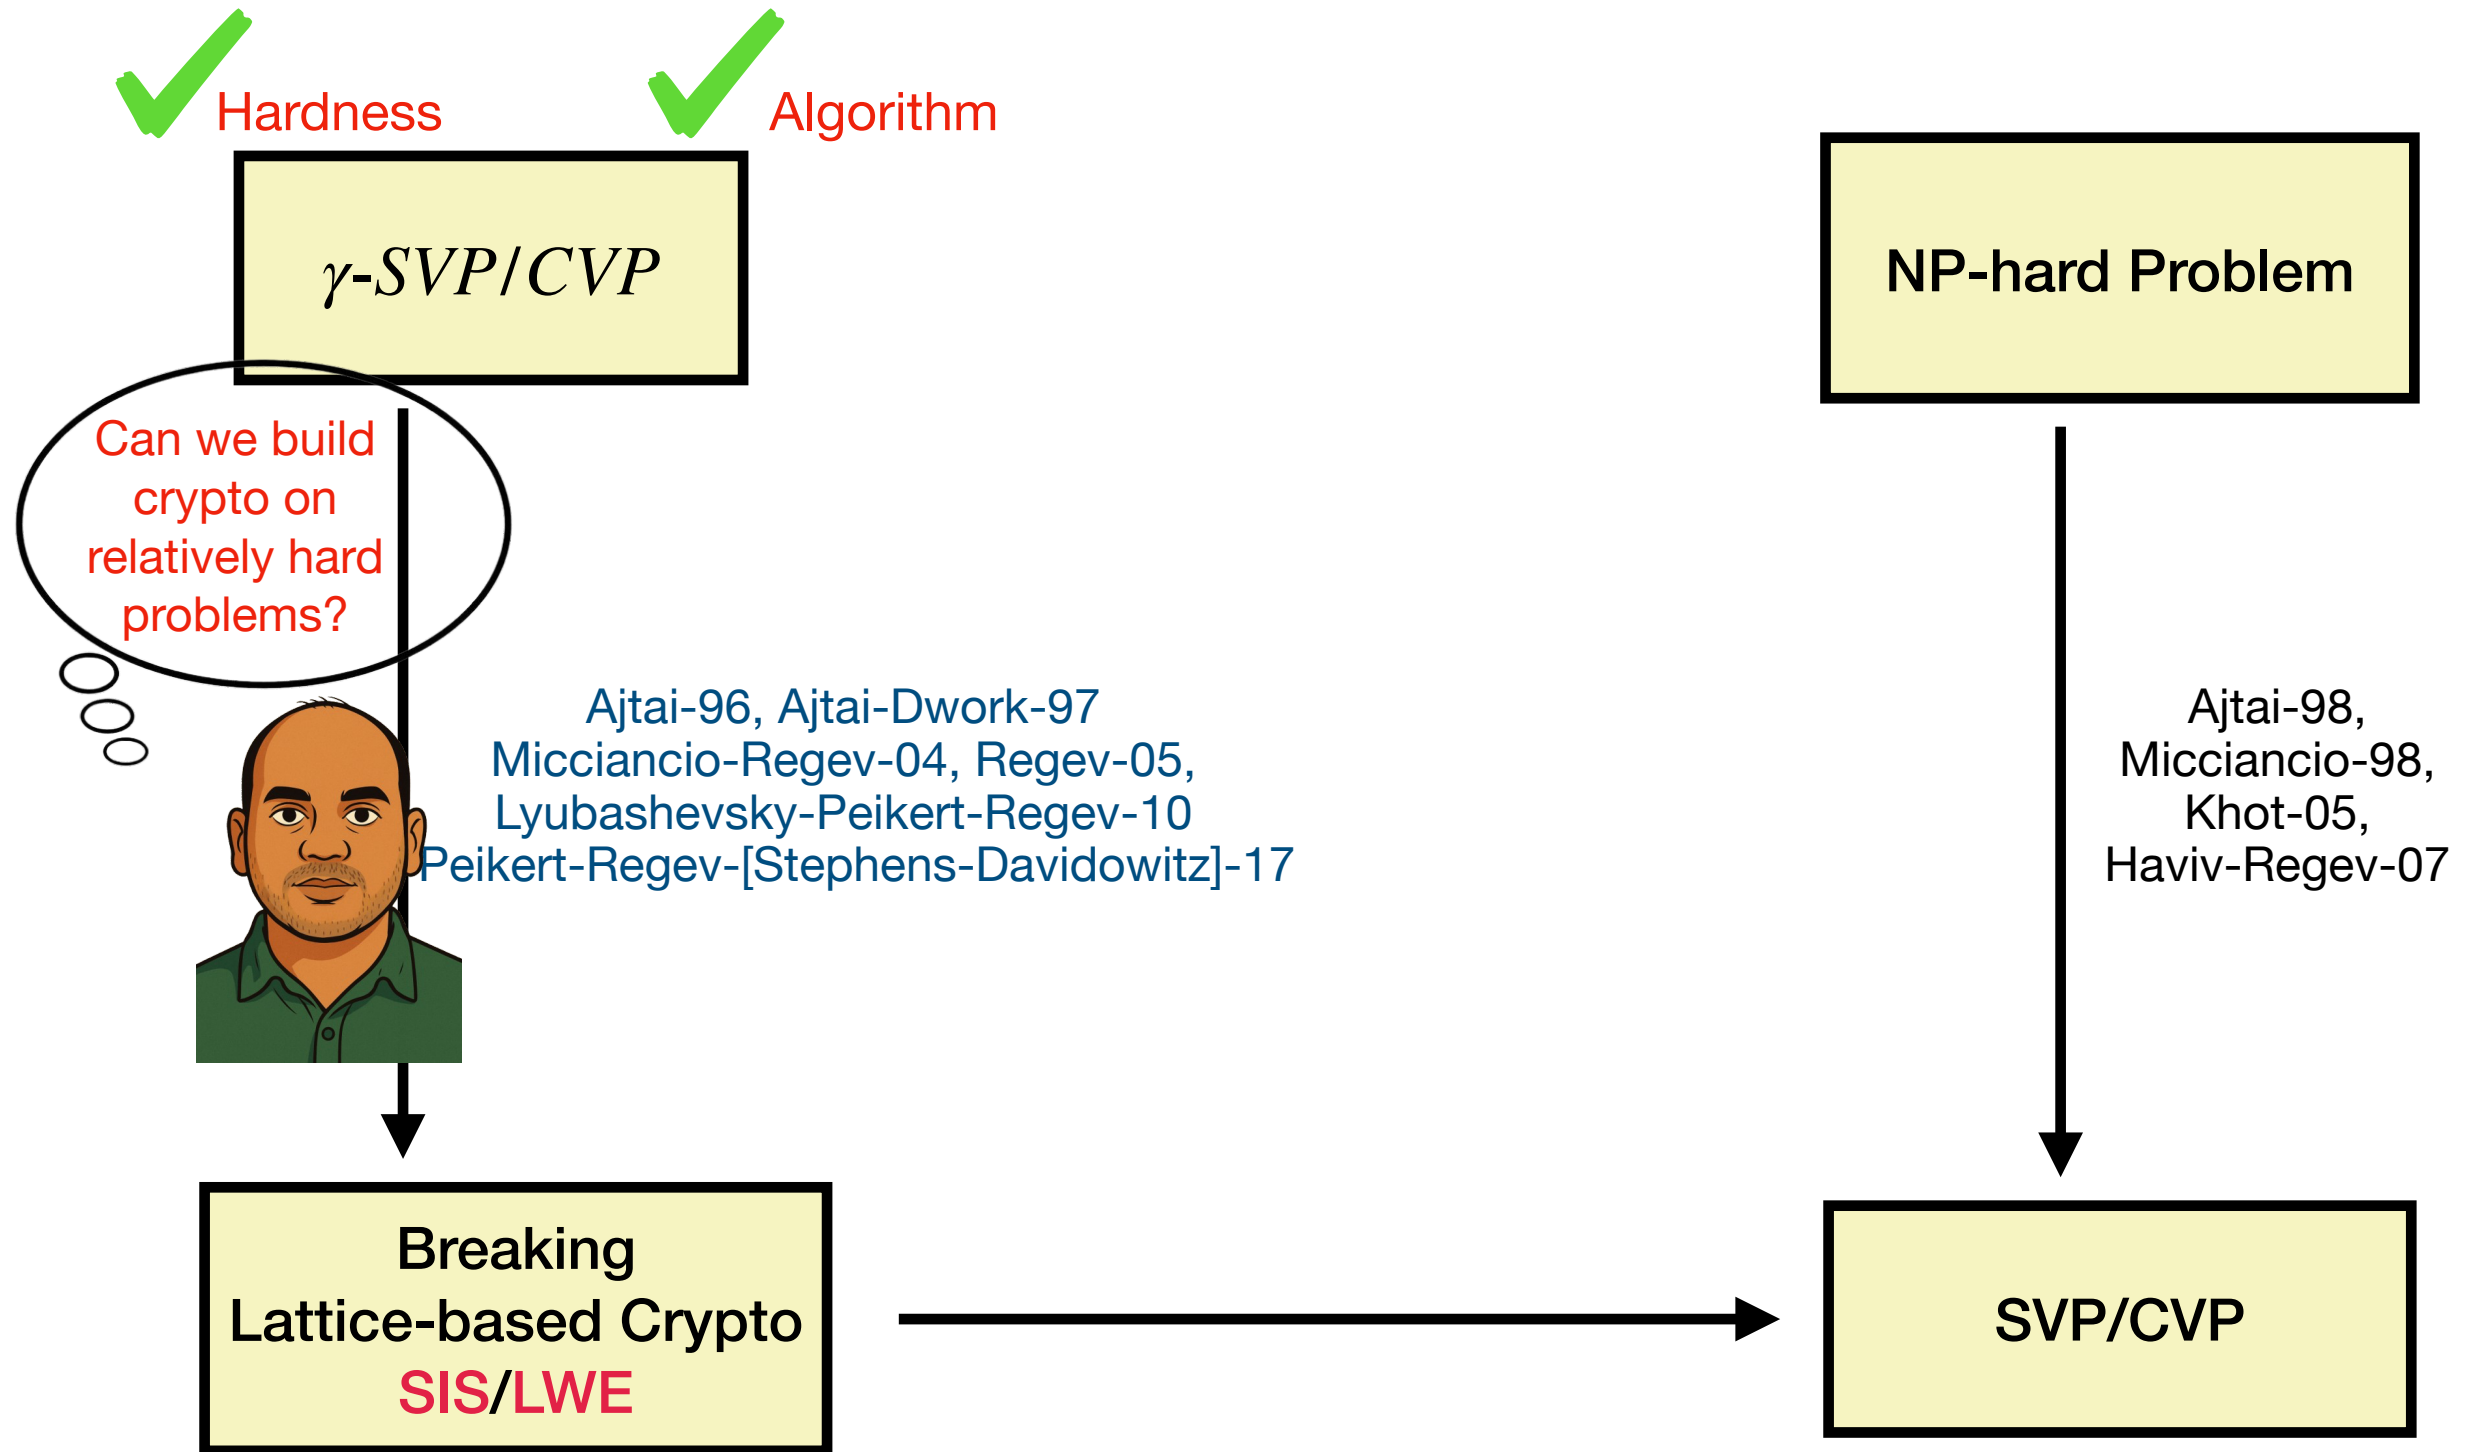 Hardness
Algorithm
γ-SVP/CVP
NP-hard Problem
Can we build
crypto on
relatively hard
problems?
Ajtai-96, Ajtai-Dwork-97
Micciancio-Regev-04, Regev-05,
Lyubashevsky-Peikert-Regev-10
Peikert-Regev-[Stephens-Davidowitz]-17
Ajtai-98,
Micciancio-98,
Khot-05,
Haviv-Regev-07
Breaking
Lattice-based Crypto
SIS/LWE
SVP/CVP